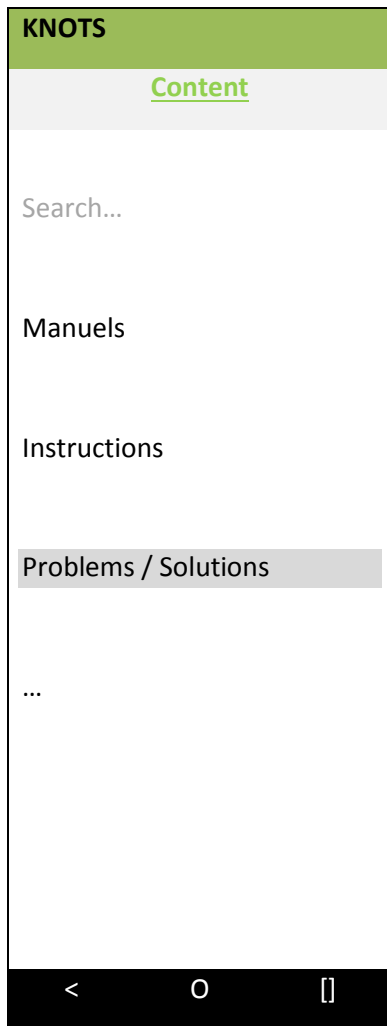 KNOTS
Content
Search…
Manuels
Instructions
Problems / Solutions
…
< O []